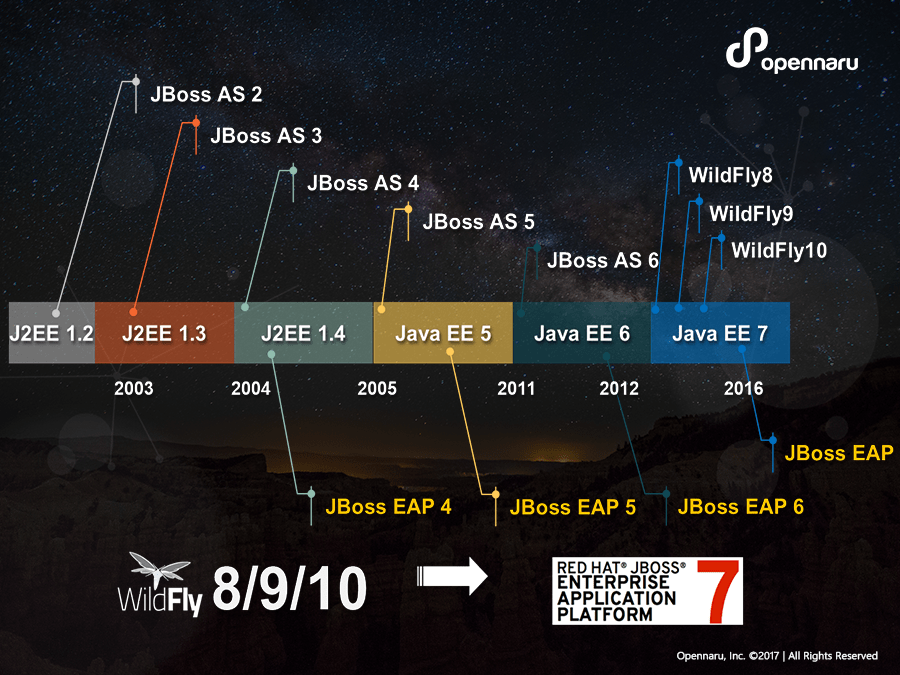 opennaru
JBoss AS 2
JBoss AS 3
JBoss AS 4
JBoss AS 5
JBoss AS 6
WildFly8
WildFly9
WildFly10
J2EE 1.2
J2EE 1.3
J2EE 1.4
Java EE 5
Java EE 6
Java EE 7
2003
2004
2005
2011
2012
2016
JBoss EAP
JBoss EAP 4
JBoss EAP 5
JBoss EAP 6
WildFly 8/9/10
RED HAT® JBOSS®
ENTERPRISE
APPLICATION
PLATFORM
7
Opennaru, Inc. ©2017 | All Rights Reserved